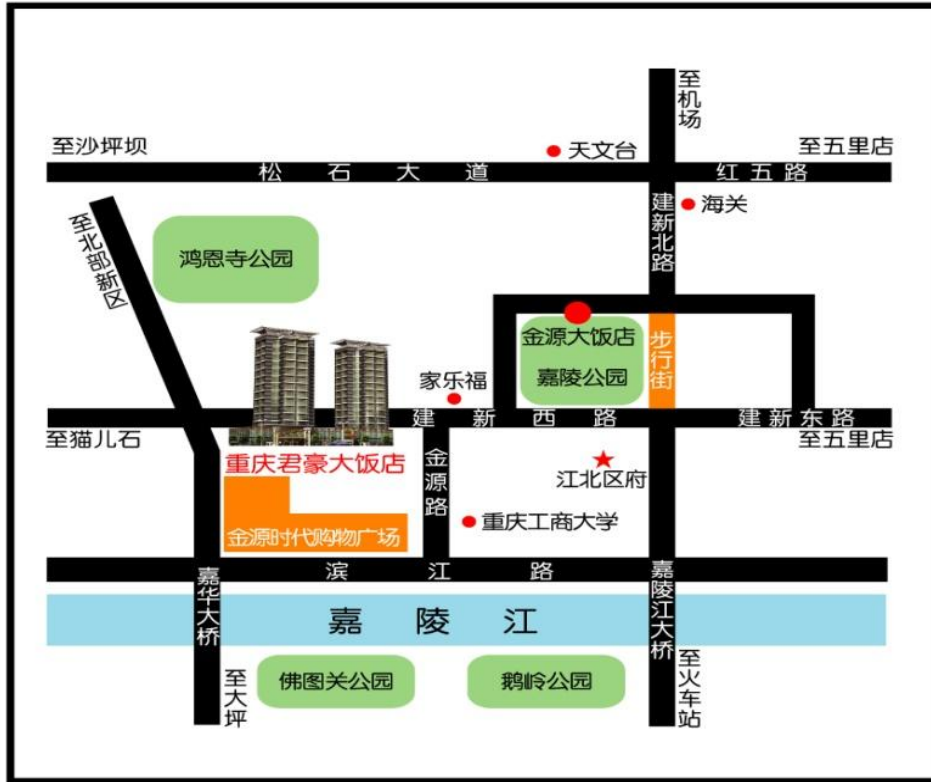 至机场
至沙坪坝
天文台
至五里店
松石大道
红五路
至北部新区
鸿恩寺公园
建新北路
海关
金源大饭店
嘉陵公园
步行街
家乐福
建新西路
建新东路
至猫儿石
至五里店
重庆君豪大饭店
金源路
江北区府
金源时代购物广场
重庆工商大学
滨江路
嘉华大桥
嘉陵江大桥
嘉陵江
佛图关公园
鹅岭公园
至大坪
至火车站